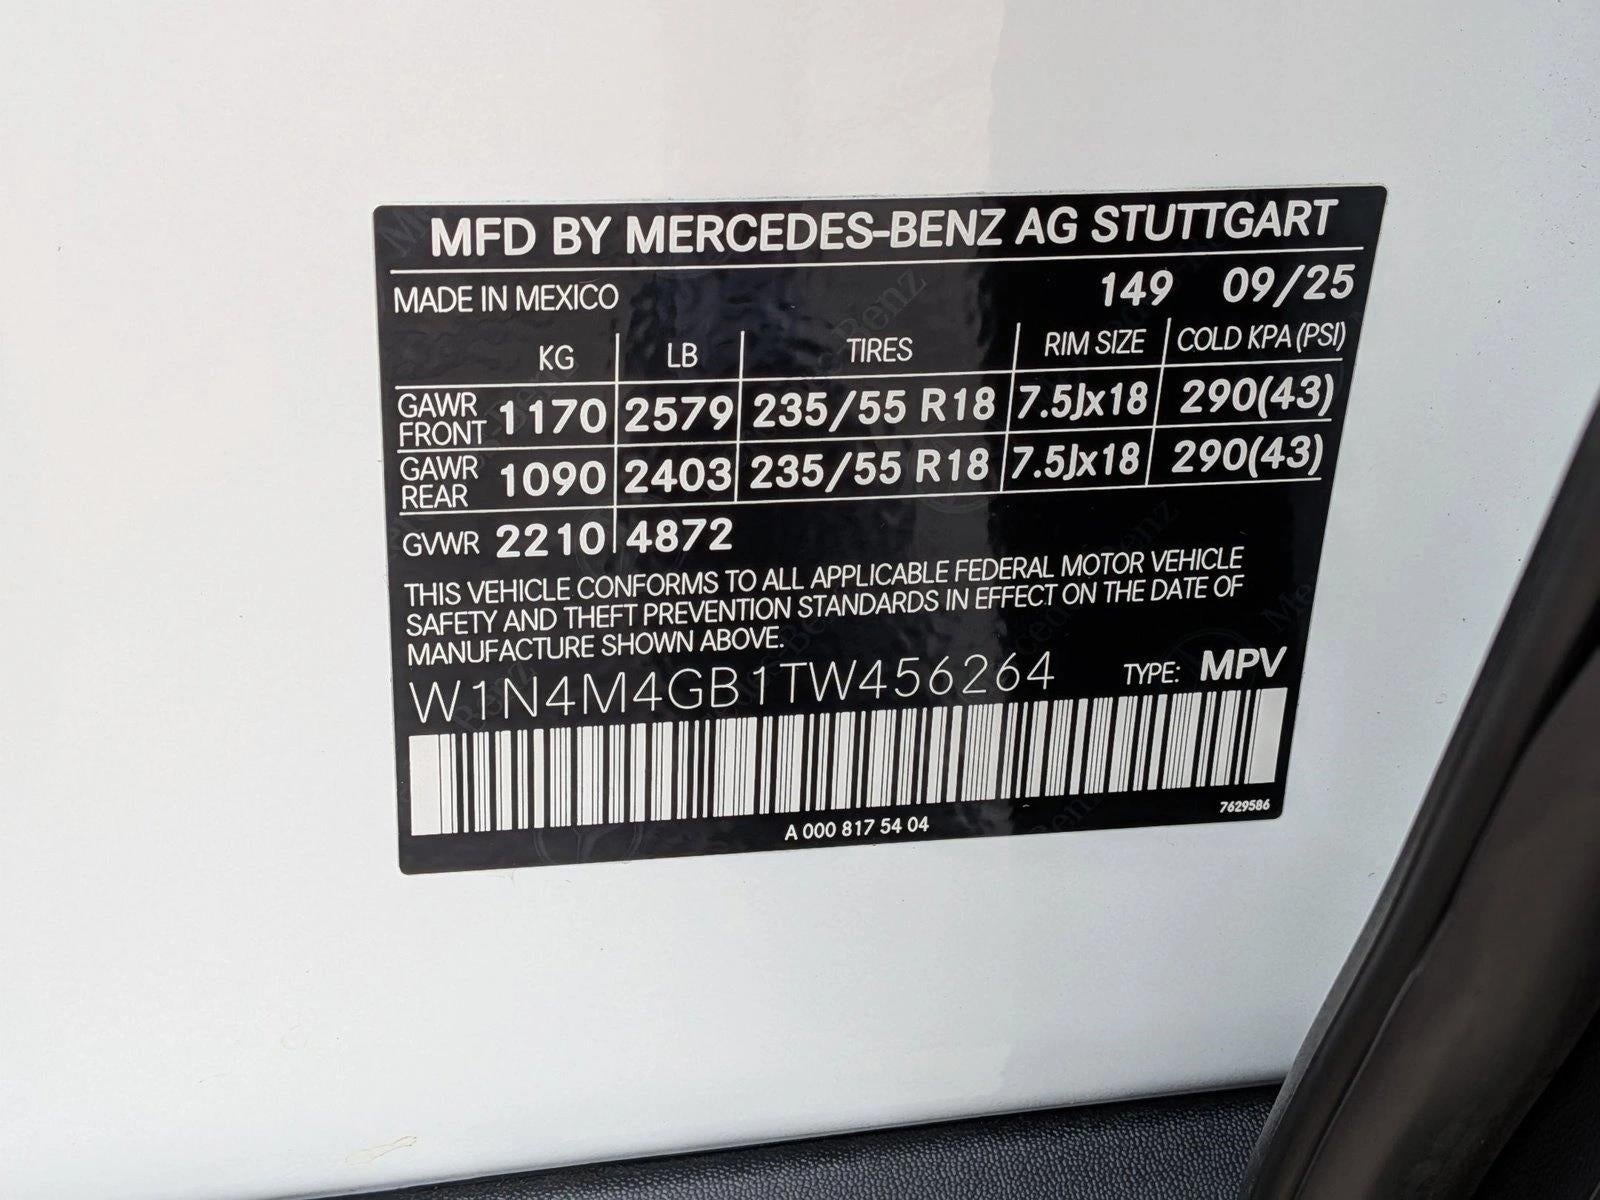 MFD BY MERCEDES-BENZ AG STUTTGART
MADE IN MEXICO 149 09/25
KG LB TIRES RIM SIZE COLD KPA (PSI)
GAWR FRONT 1170 2579 235/55 R18 7.5Jx18 290(43)
GAWR REAR 1090 2403 235/55 R18 7.5Jx18 290(43)
GVWR 2210 4872
THIS VEHICLE CONFORMS TO ALL APPLICABLE FEDERAL MOTOR VEHICLE
SAFETY AND THEFT PREVENTION STANDARDS IN EFFECT ON THE DATE OF
MANUFACTURE SHOWN ABOVE.
W1N4M4GB1TW456264 TYPE: MPV
7629586
A 000 817 54 04